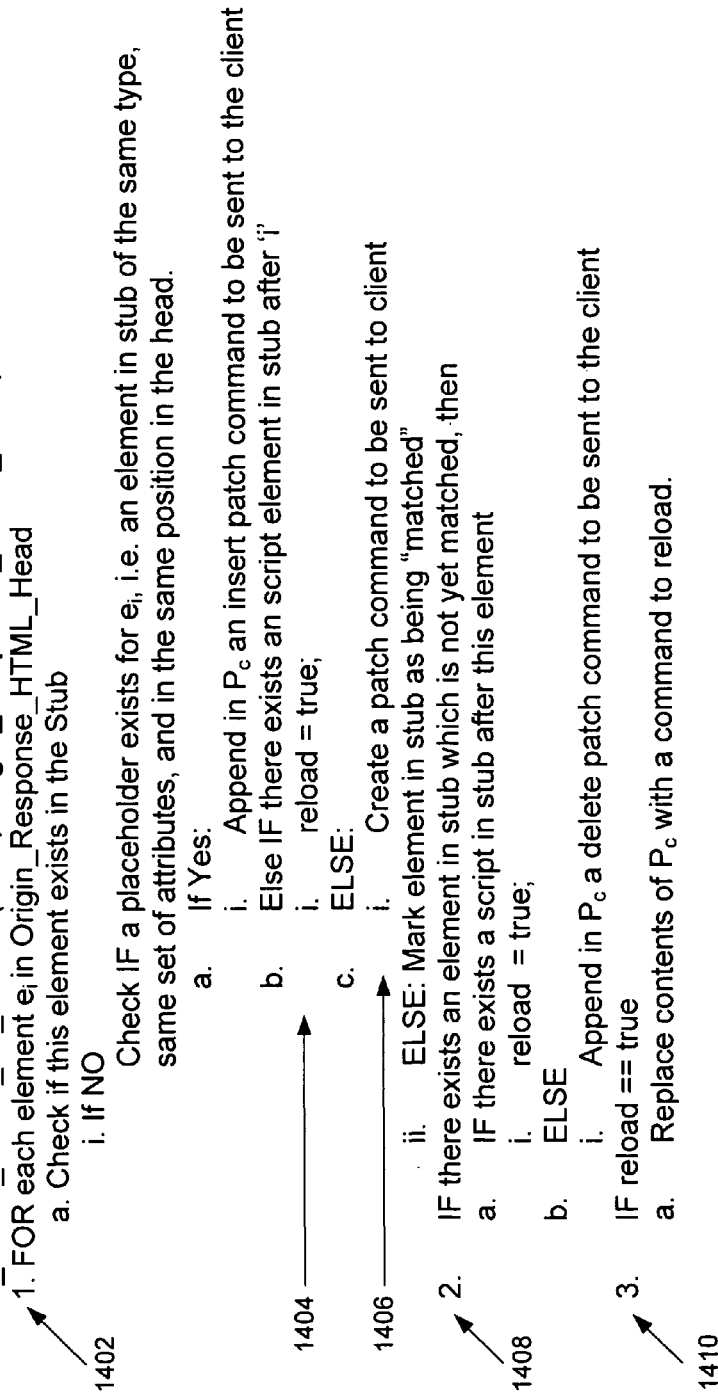 1. FOR each element ei in Origin_Response_HTML_Head
a. Check if this element exists in the Stub
i. If NO
Check IF a placeholder exists for ei, i.e. an element in stub of the same type,
same set of attributes, and in the same position in the head.
a. If Yes:
i. Append in Pc an insert patch command to be sent to the client
b. Else IF there exists an script element in stub after ‘i’
i. reload = true;
c. ELSE:
i. Create a patch command to be sent to client
ii. ELSE: Mark element in stub as being “matched”
2. IF there exists an element in stub which is not yet matched, then
a. IF there exists a script in stub after this element
i. reload = true;
b. ELSE
i. Append in Pc a delete patch command to be sent to the client
3. IF reload == true
a. Replace contents of Pc with a command to reload.
1402
1404
1406
1408
1410